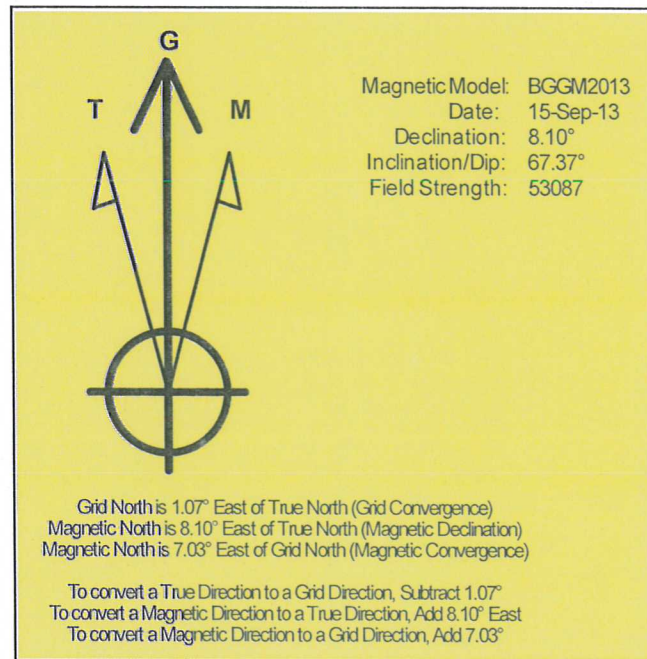 G
T
M
Magnetic Model: BGGM2013
Date: 15-Sep-13
Declination: 8.10°
Inclination/Dip: 67.37°
Field Strength: 53087
Grid North is 1.07° East of True North (Grid Convergence)
Magnetic North is 8.10° East of True North (Magnetic Declination)
Magnetic North is 7.03° East of Grid North (Magnetic Convergence)
To convert a True Direction to a Grid Direction, Subtract 1.07°
To convert a Magnetic Direction to a True Direction, Add 8.10° East
To convert a Magnetic Direction to a Grid Direction, Add 7.03°